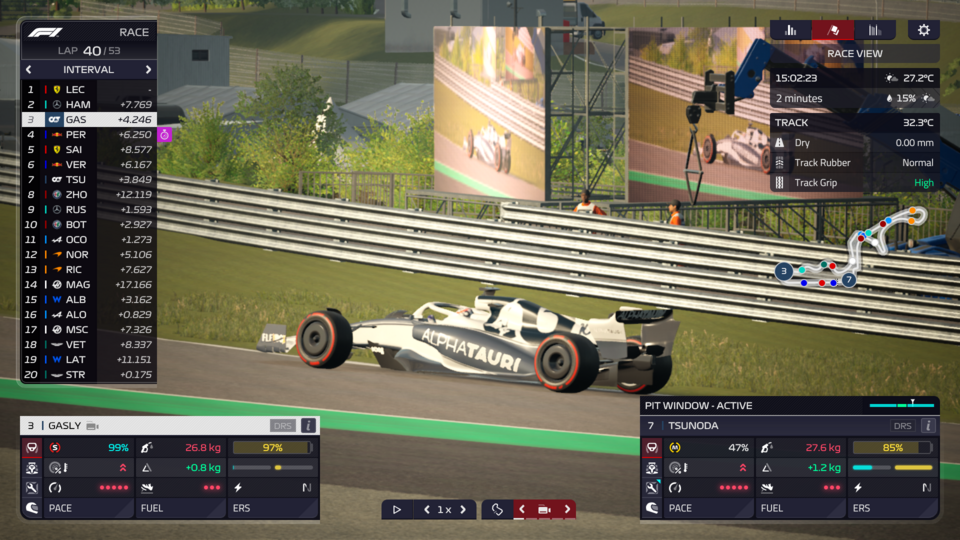 F1 RACE
LAP 40/53
INTERVAL
1 LEC -
2 HAM +7.769
3 GAS +4.246
4 PER +6.250
5 SAI +8.577
6 VER +6.167
7 TSU +3.849
8 ZHO +12.119
9 RUS +1.593
10 BOT +2.927
11 OCO +1.273
12 NOR +5.106
13 RIC +7.627
14 MAG +17.166
15 ALB +3.162
16 ALO +0.829
17 MSC +7.326
18 VET +8.337
19 LAT +11.151
20 STR +0.175
RACE VIEW
15:02:23 27.2°C
2 minutes 15%
TRACK 32.3°C
Dry 0.00 mm
Track Rubber Normal
Track Grip High
3
7
ALPHATAURI
3 GASLY DRS i
S 99% 26.8 kg 97%
+0.8 kg
N
PACE FUEL ERS
1x
PIT WINDOW - ACTIVE
7 TSUNODA DRS i
M 47% 27.6 kg 85%
+1.2 kg
N
PACE FUEL ERS